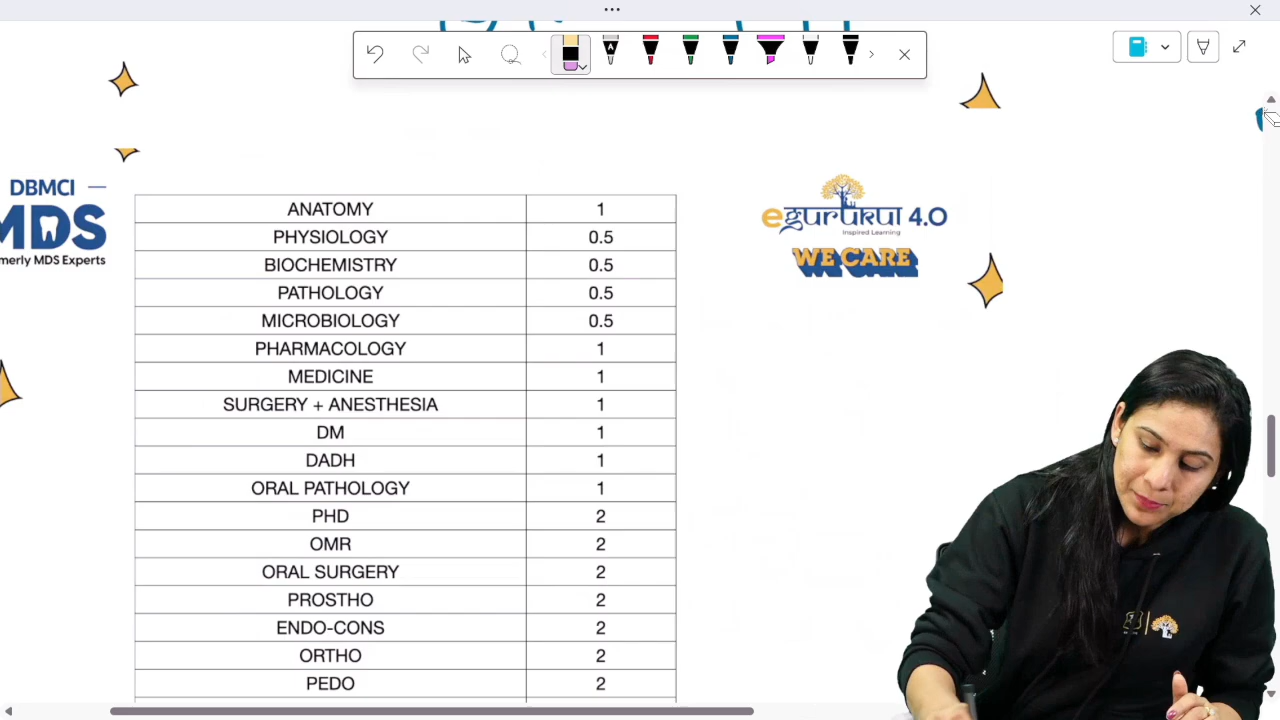 DBMCI
MDS
merly MDS Experts
eGurukul 4.0
Inspired Learning
WE CARE
ANATOMY 1
PHYSIOLOGY 0.5
BIOCHEMISTRY 0.5
PATHOLOGY 0.5
MICROBIOLOGY 0.5
PHARMACOLOGY 1
MEDICINE 1
SURGERY + ANESTHESIA 1
DM 1
DADH 1
ORAL PATHOLOGY 1
PHD 2
OMR 2
ORAL SURGERY 2
PROSTHO 2
ENDO-CONS 2
ORTHO 2
PEDO 2